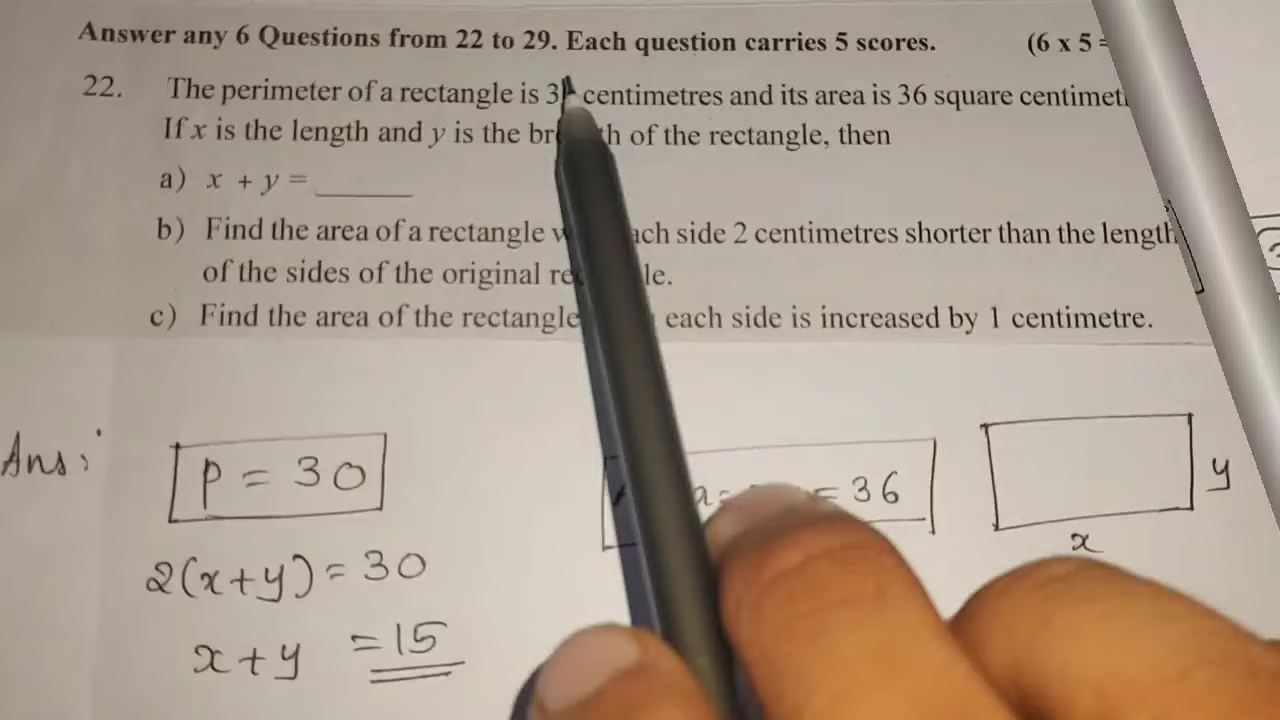 Answer any 6 Questions from 22 to 29. Each question carries 5 scores. (6 x 5 =
22. The perimeter of a rectangle is 3 centimetres and its area is 36 square centimet
If x is the length and y is the br th of the rectangle, then
a) x + y = ______
b) Find the area of a rectangle w ach side 2 centimetres shorter than the length
of the sides of the original re le.
c) Find the area of the rectangle each side is increased by 1 centimetre.
Ans:
P = 30
a= = 36
y
x
2(x+y) = 30
x+y = 15